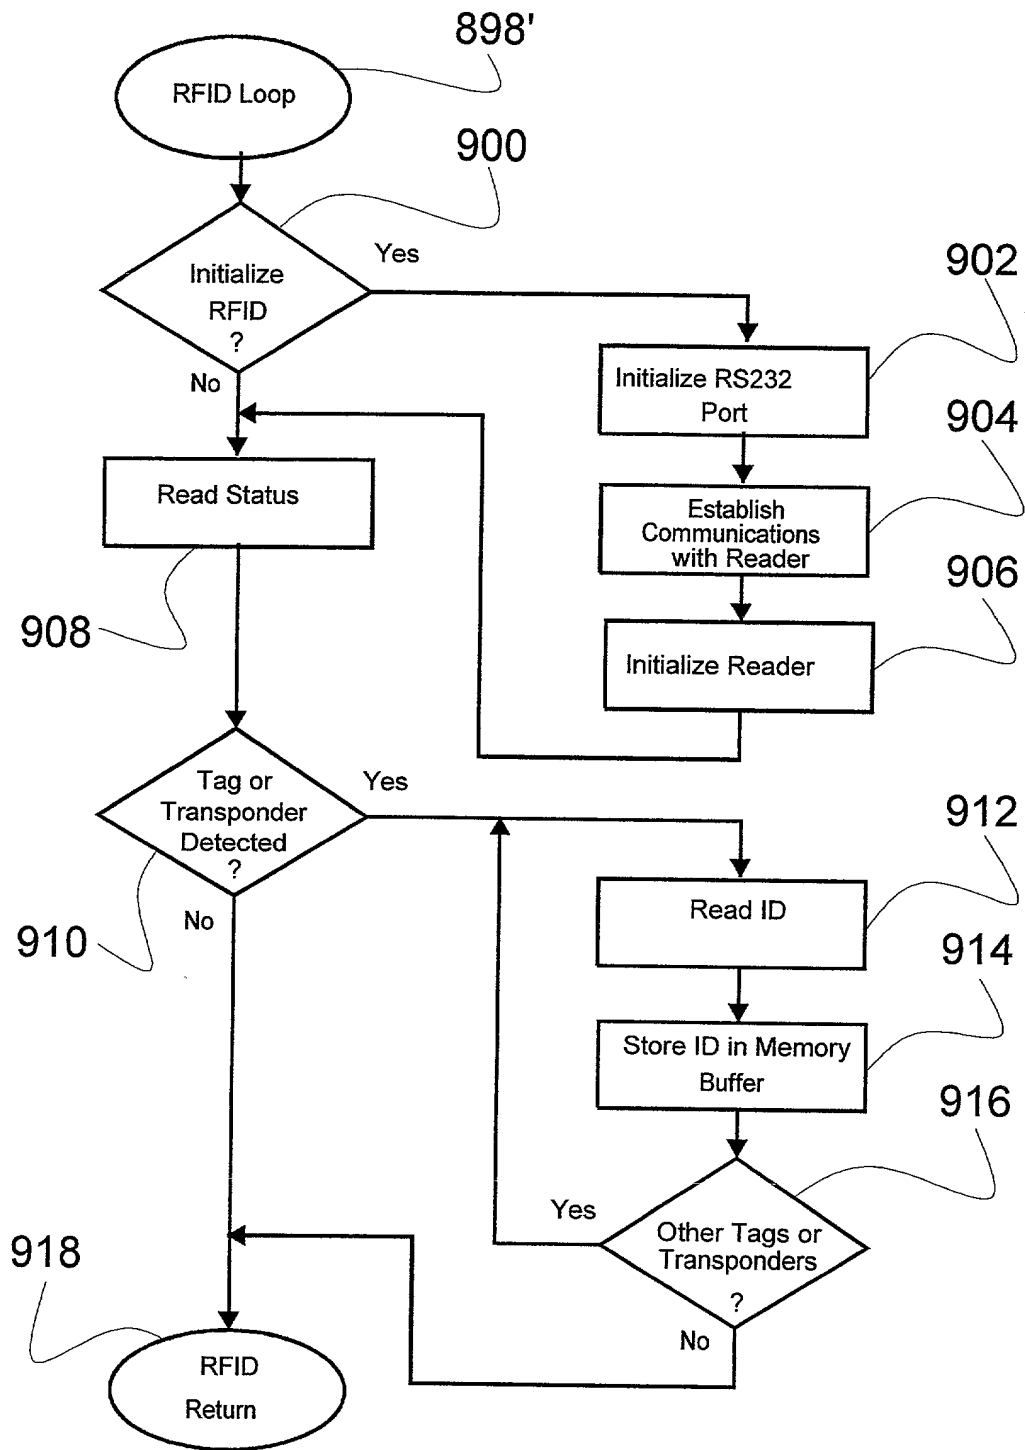 898'
RFID Loop
900
Yes
Initialize
RFID
?
902
Initialize RS232
Port
No
904
Read Status
Establish
Communications
with Reader
906
908
Initialize Reader
Tag or
Transponder
Detected
?
Yes
912
Read ID
No
910
914
Store ID in Memory
Buffer
916
Yes
Other Tags or
Transponders
?
918
No
RFID
Return